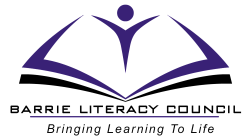 BARRIE LITERACY COUNCIL
Bringing Learning To Life